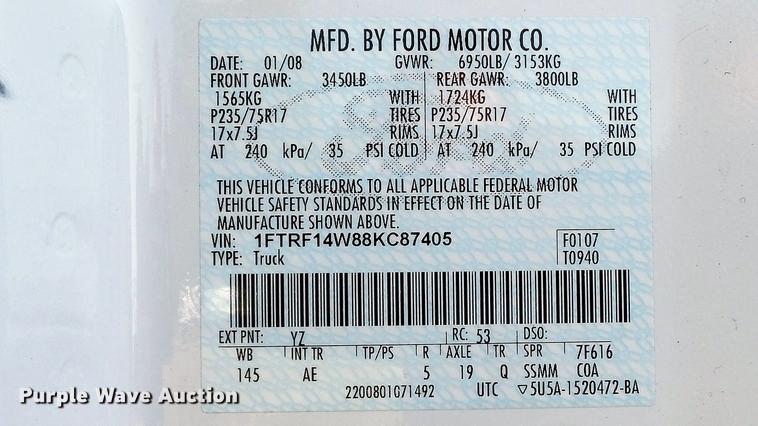 MFD. BY FORD MOTOR CO.
DATE: 01/08 GVWR: 6950LB/ 3153KG
FRONT GAWR: 3450LB REAR GAWR: 3800LB
1565KG WITH 1724KG WITH
P235/75R17 TIRES P235/75R17 TIRES
17x7.5J RIMS 17x7.5J RIMS
AT 240 kPa/ 35 PSI COLD AT 240 kPa/ 35 PSI COLD
THIS VEHICLE CONFORMS TO ALL APPLICABLE FEDERAL MOTOR
VEHICLE SAFETY STANDARDS IN EFFECT ON THE DATE OF
MANUFACTURE SHOWN ABOVE.
VIN: 1FTRF14W88KC87405 F0107
TYPE: Truck T0940
EXT PNT: YZ RC: 53 DSO:
WB INT TR TP/PS R AXLE TR SPR 7F616
145 AE 5 19 Q SSMM COA
2200801071492 UTC ▽5U5A-1520472-BA
Purple Wave Auction